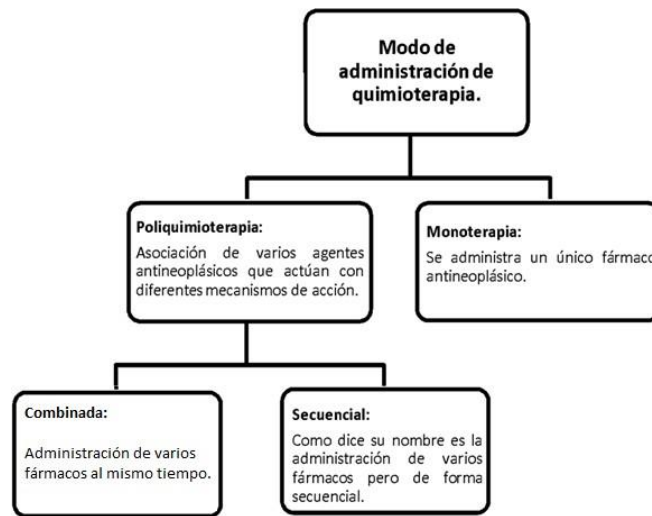 Modo de
administración de
quimioterapia.
Poliquimioterapia:
Asociación de varios agentes
antineoplásicos que actúan con
diferentes mecanismos de acción.
Monoterapia:
Se administra un único fármaco
antineoplásico.
Combinada:
Administración de varios
fármacos al mismo tiempo.
Secuencial:
Como dice su nombre es la
administración de varios
fármacos pero de forma
secuencial.